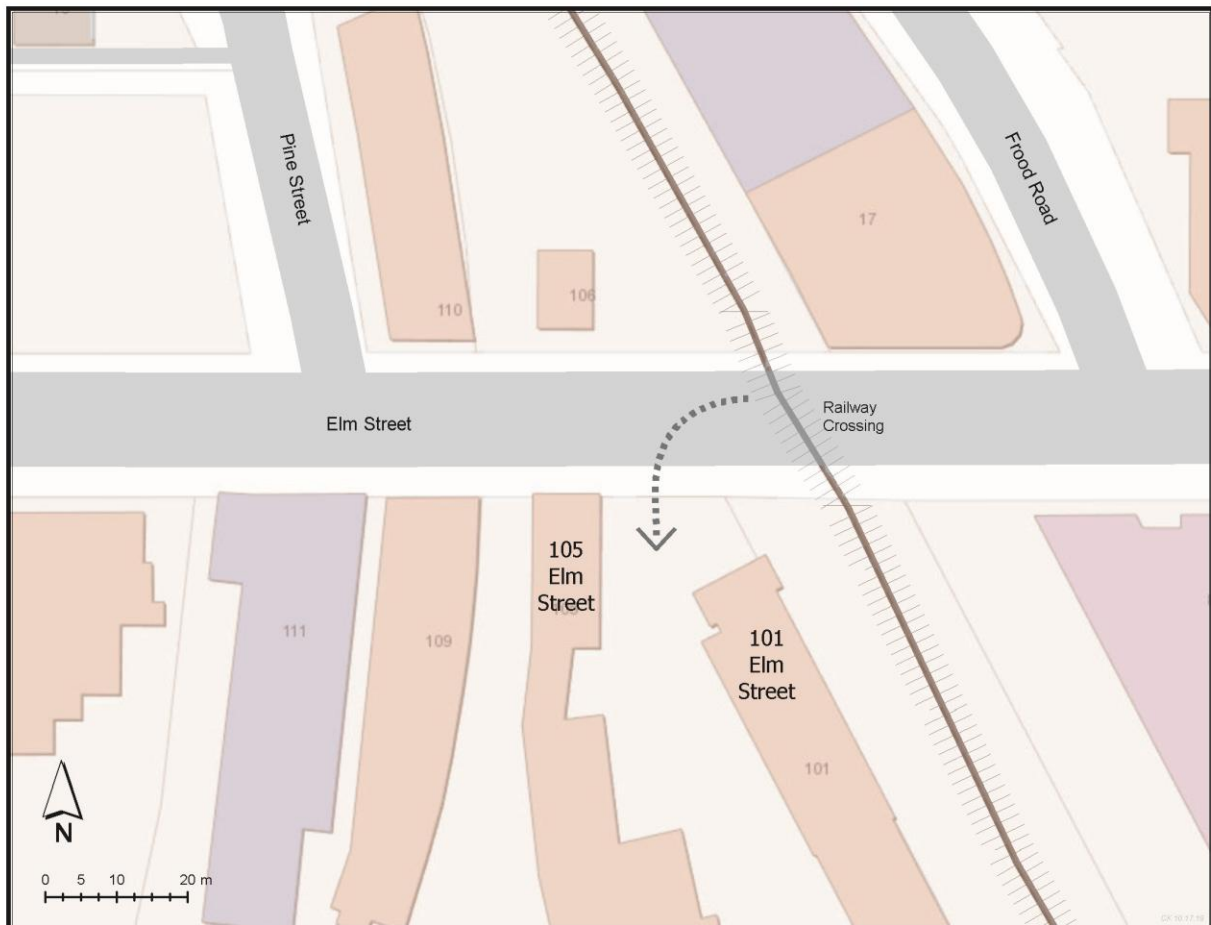 Pine Street
Frood Road
17
110
106
Elm Street
Railway
Crossing
105
Elm
Street
101
Elm
Street
111
109
101
N
0 5 10 20 m